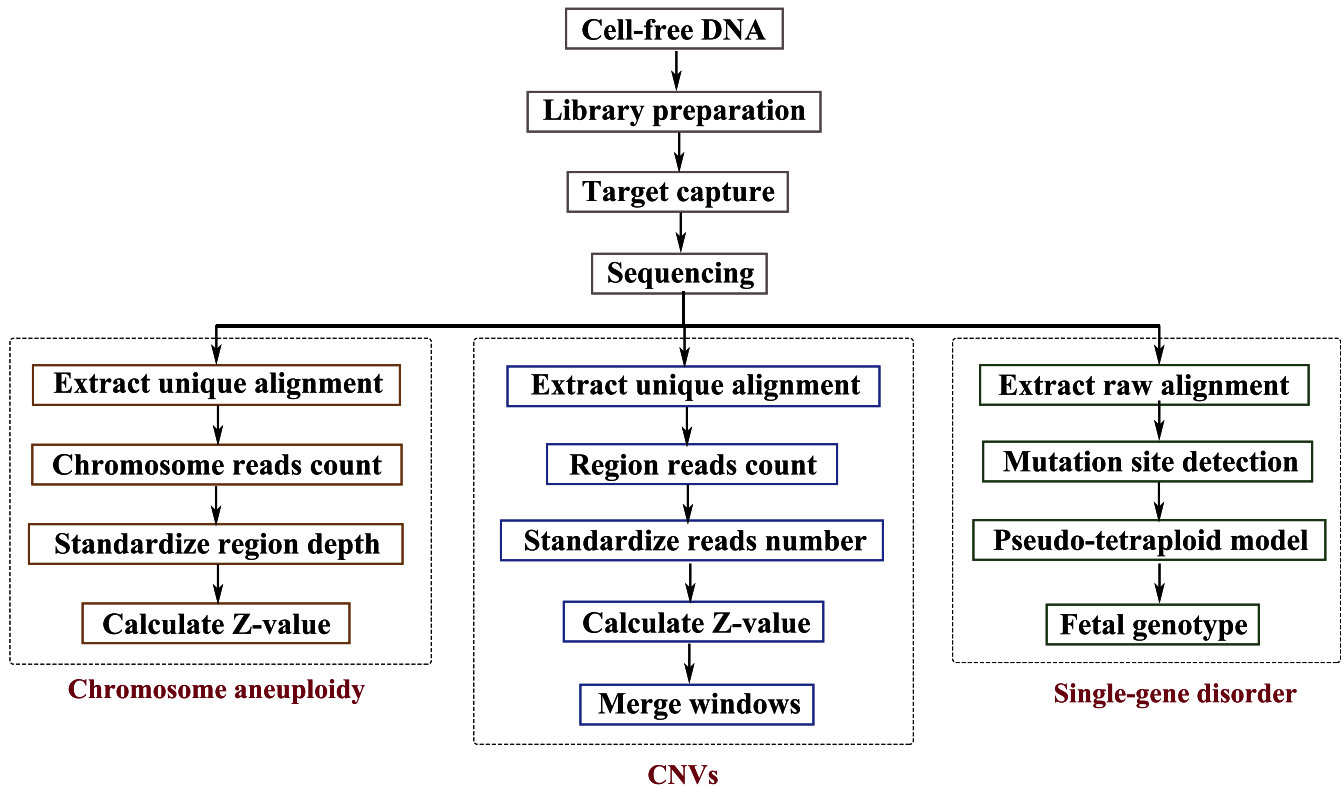 Cell-free DNA
Library preparation
Target capture
Sequencing
Extract unique alignment
Chromosome reads count
Standardize region depth
Calculate Z-value
Chromosome aneuploidy
Extract unique alignment
Region reads count
Standardize reads number
Calculate Z-value
Merge windows
CNVs
Extract raw alignment
Mutation site detection
Pseudo-tetraploid model
Fetal genotype
Single-gene disorder